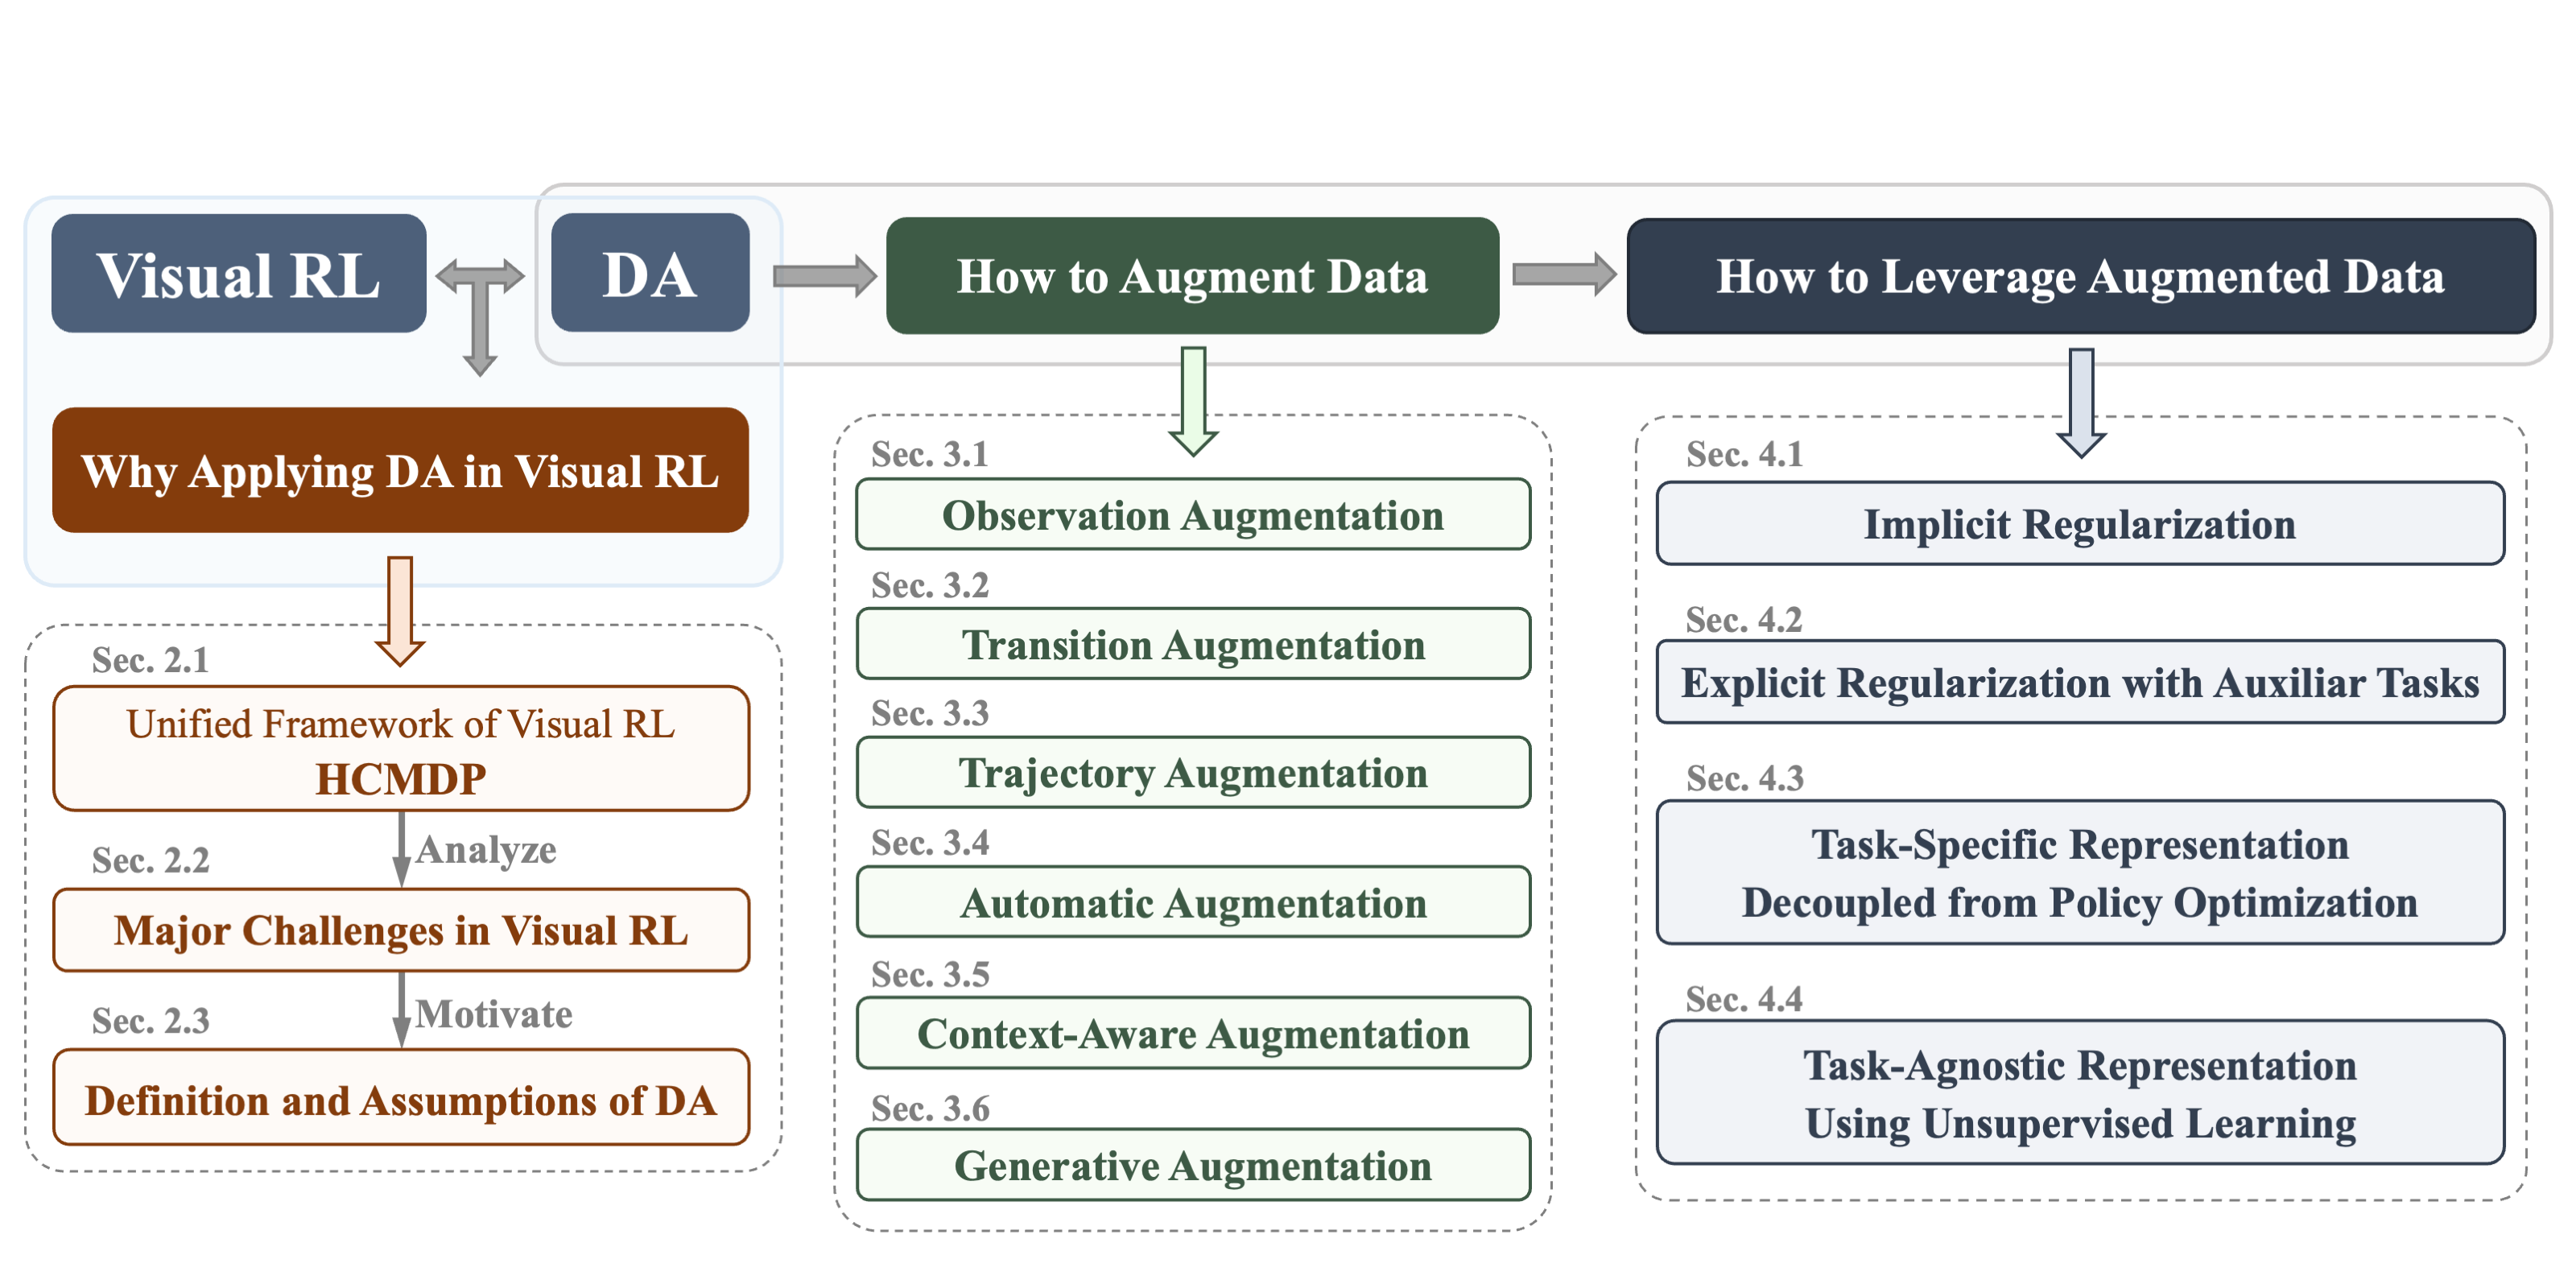 Visual RL
DA
How to Augment Data
How to Leverage Augmented Data
Why Applying DA in Visual RL
Sec. 2.1
Unified Framework of Visual RL
HCMDP
Analyze
Sec. 2.2
Major Challenges in Visual RL
Motivate
Sec. 2.3
Definition and Assumptions of DA
Sec. 3.1
Observation Augmentation
Sec. 3.2
Transition Augmentation
Sec. 3.3
Trajectory Augmentation
Sec. 3.4
Automatic Augmentation
Sec. 3.5
Context-Aware Augmentation
Sec. 3.6
Generative Augmentation
Sec. 4.1
Implicit Regularization
Sec. 4.2
Explicit Regularization with Auxiliar Tasks
Sec. 4.3
Task-Specific Representation
Decoupled from Policy Optimization
Sec. 4.4
Task-Agnostic Representation
Using Unsupervised Learning